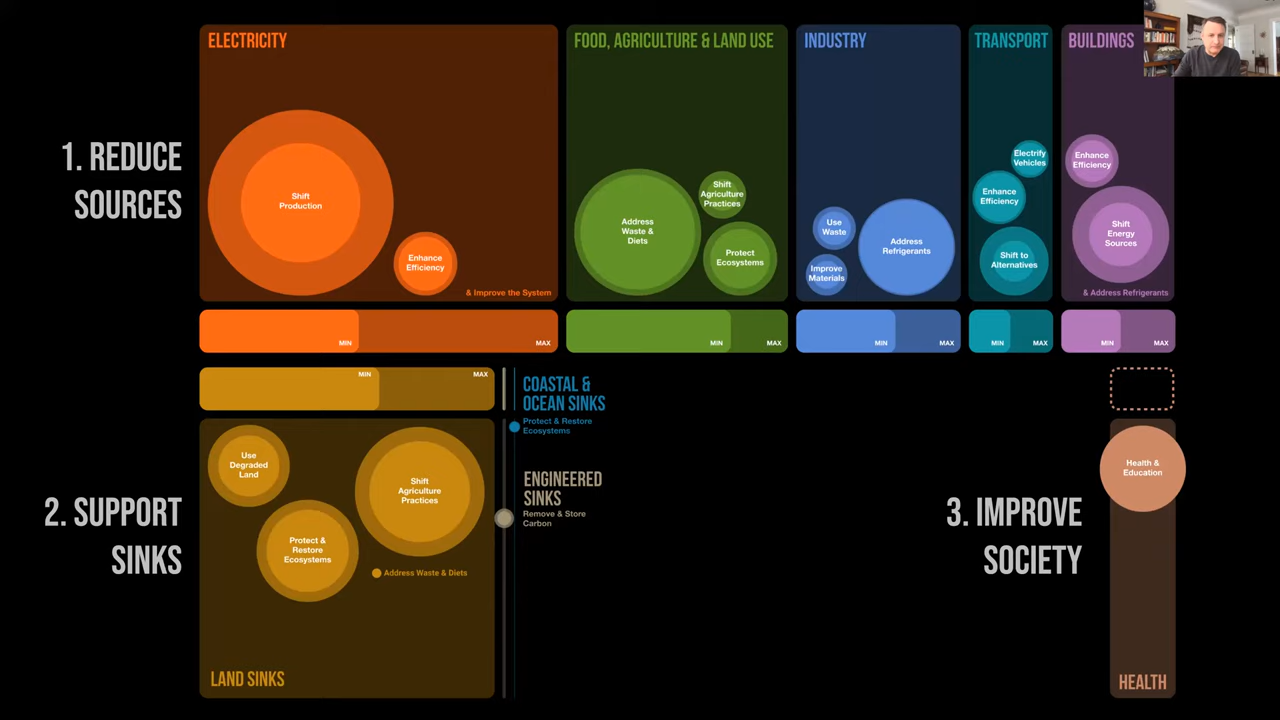 ELECTRICITY
FOOD, AGRICULTURE & LAND USE
INDUSTRY
TRANSPORT
BUILDINGS
1. REDUCE
SOURCES
Shift
Production
Enhance
Efficiency
& Improve the System
Address
Waste &
Diets
Shift
Agriculture
Practices
Protect
Ecosystems
Use
Waste
Improve
Materials
Address
Refrigerants
Electrify
Vehicles
Enhance
Efficiency
Shift to
Alternatives
Enhance
Efficiency
Shift
Energy
Sources
& Address Refrigerants
MIN
MAX
MIN
MAX
MIN
MAX
MIN
MAX
MIN
MAX
MIN
MAX
2. SUPPORT
SINKS
Use
Degraded
Land
Shift
Agriculture
Practices
Protect &
Restore
Ecosystems
Address Waste & Diets
LAND SINKS
COASTAL &
OCEAN SINKS
Protect & Restore
Ecosystems
ENGINEERED
SINKS
Remove & Store
Carbon
3. IMPROVE
SOCIETY
Health &
Education
HEALTH